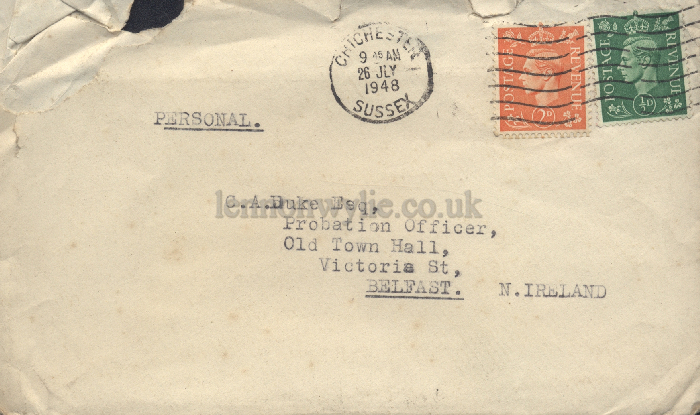 CHICHESTER
9 45 AM
26 JLY
1948
SUSSEX
POSTAGE REVENUE
2D
POSTAGE REVENUE
½D
PERSONAL.
C.A.Duke Esq,
lennonwylie.co.uk
Probation Officer,
Old Town Hall,
Victoria St,
BELFAST. N.IRELAND